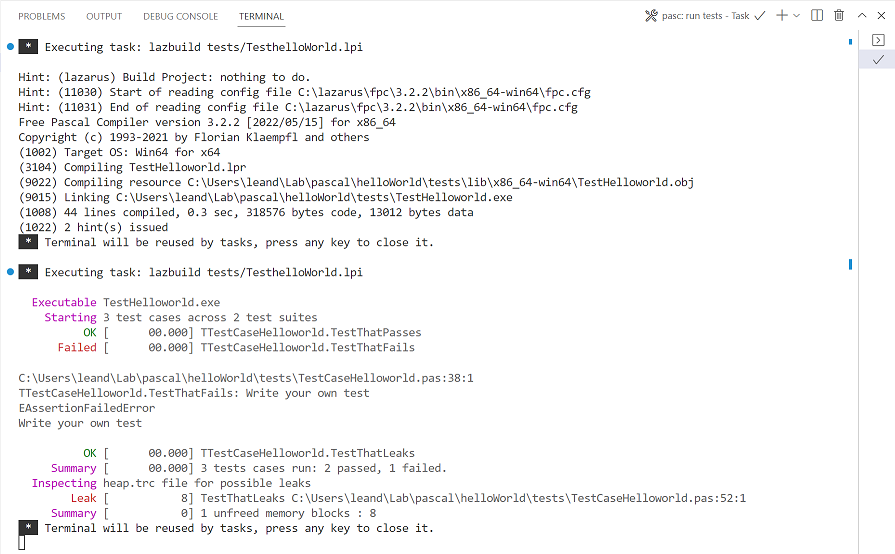 PROBLEMS OUTPUT DEBUG CONSOLE TERMINAL pasc: run tests - Task
* Executing task: lazbuild tests/TesthelloWorld.lpi
Hint: (lazarus) Build Project: nothing to do.
Hint: (11030) Start of reading config file C:\lazarus\fpc\3.2.2\bin\x86_64-win64\fpc.cfg
Hint: (11031) End of reading config file C:\lazarus\fpc\3.2.2\bin\x86_64-win64\fpc.cfg
Free Pascal Compiler version 3.2.2 [2022/05/15] for x86_64
Copyright (c) 1993-2021 by Florian Klaempfl and others
(1002) Target OS: Win64 for x64
(3104) Compiling TestHelloworld.lpr
(9022) Compiling resource C:\Users\leand\Lab\pascal\helloWorld\tests\lib\x86_64-win64\TestHelloworld.obj
(9015) Linking C:\Users\leand\Lab\pascal\helloWorld\tests\TestHelloworld.exe
(1008) 44 lines compiled, 0.3 sec, 318576 bytes code, 13012 bytes data
(1022) 2 hint(s) issued
* Terminal will be reused by tasks, press any key to close it.
* Executing task: lazbuild tests/TesthelloWorld.lpi
Executable TestHelloworld.exe
Starting 3 test cases across 2 test suites
OK [ 00.000] TTestCaseHelloworld.TestThatPasses
Failed [ 00.000] TTestCaseHelloworld.TestThatFails
C:\Users\leand\Lab\pascal\helloWorld\tests\TestCaseHelloworld.pas:38:1
TTestCaseHelloworld.TestThatFails: Write your own test
EAssertionFailedError
Write your own test
OK [ 00.000] TTestCaseHelloworld.TestThatLeaks
Summary [ 00.000] 3 tests cases run: 2 passed, 1 failed.
Inspecting heap.trc file for possible leaks
Leak [ 8] TestThatLeaks C:\Users\leand\Lab\pascal\helloWorld\tests\TestCaseHelloworld.pas:52:1
Summary [ 0] 1 unfreed memory blocks : 8
* Terminal will be reused by tasks, press any key to close it.